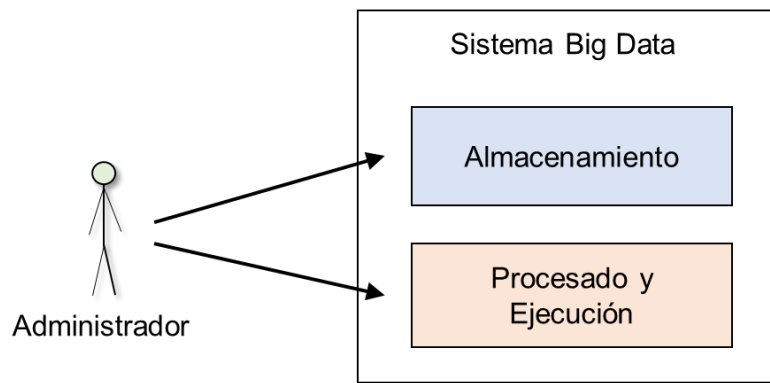 Sistema Big Data
Almacenamiento
Procesado y
Ejecución
Administrador